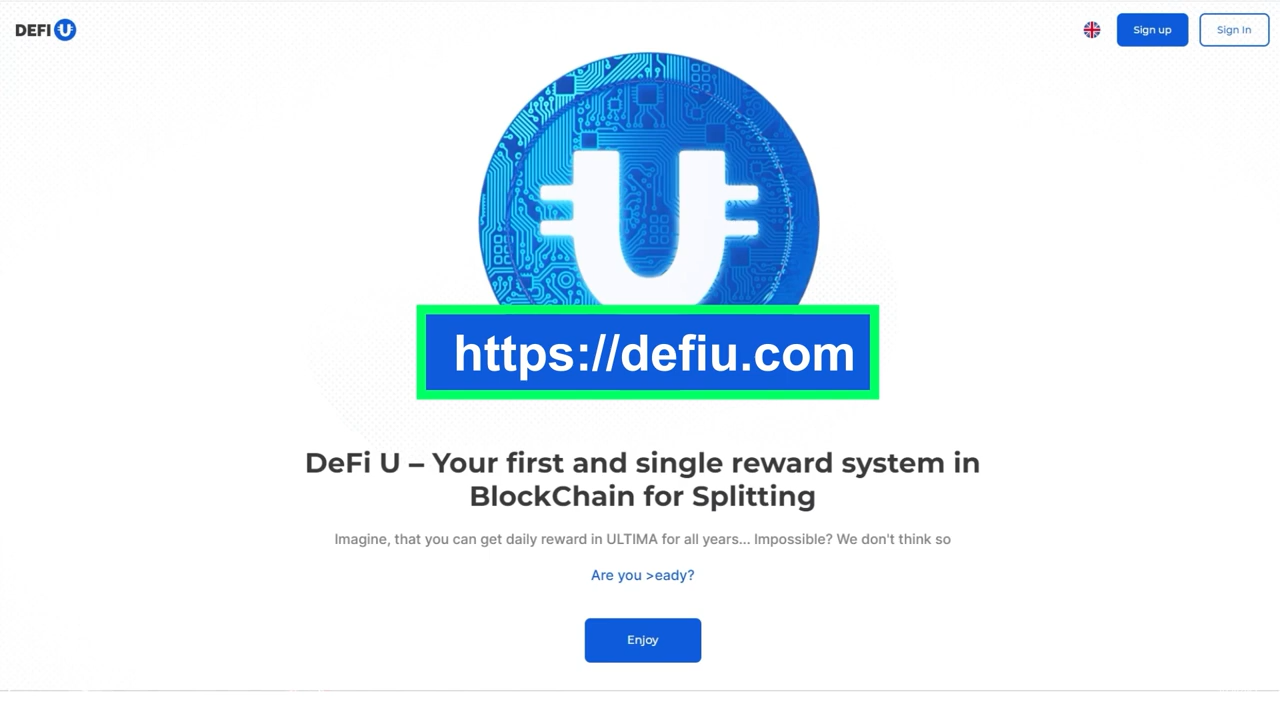 DEFI U
Sign up
Sign In
https://defiu.com
DeFi U – Your first and single reward system in
BlockChain for Splitting
Imagine, that you can get daily reward in ULTIMA for all years... Impossible? We don't think so
Are you >eady?
Enjoy